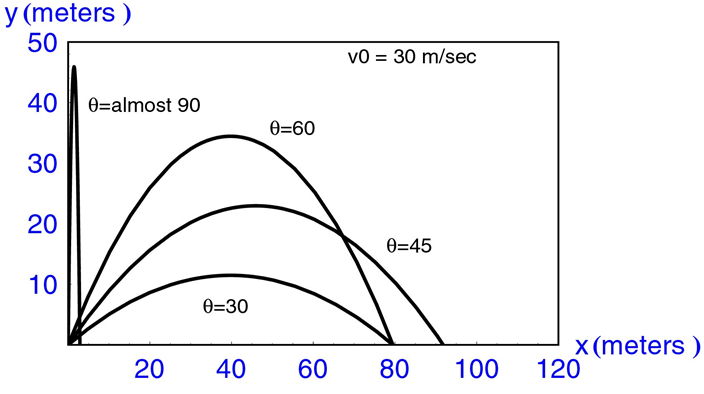 y (meters )
50
v0 = 30 m/sec
40
θ=almost 90
θ=60
30
20
θ=45
10
θ=30
x (meters )
20 40 60 80 100 120